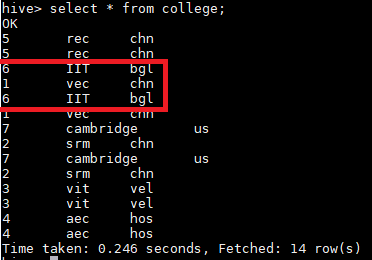 hive> select * from college;
OK
5 rec chn
5 rec chn
6 IIT bgl
1 vec chn
6 IIT bgl
1 vec chn
7 cambridge us
2 srm chn
7 cambridge us
2 srm chn
3 vit vel
3 vit vel
4 aec hos
4 aec hos
Time taken: 0.246 seconds, Fetched: 14 row(s)